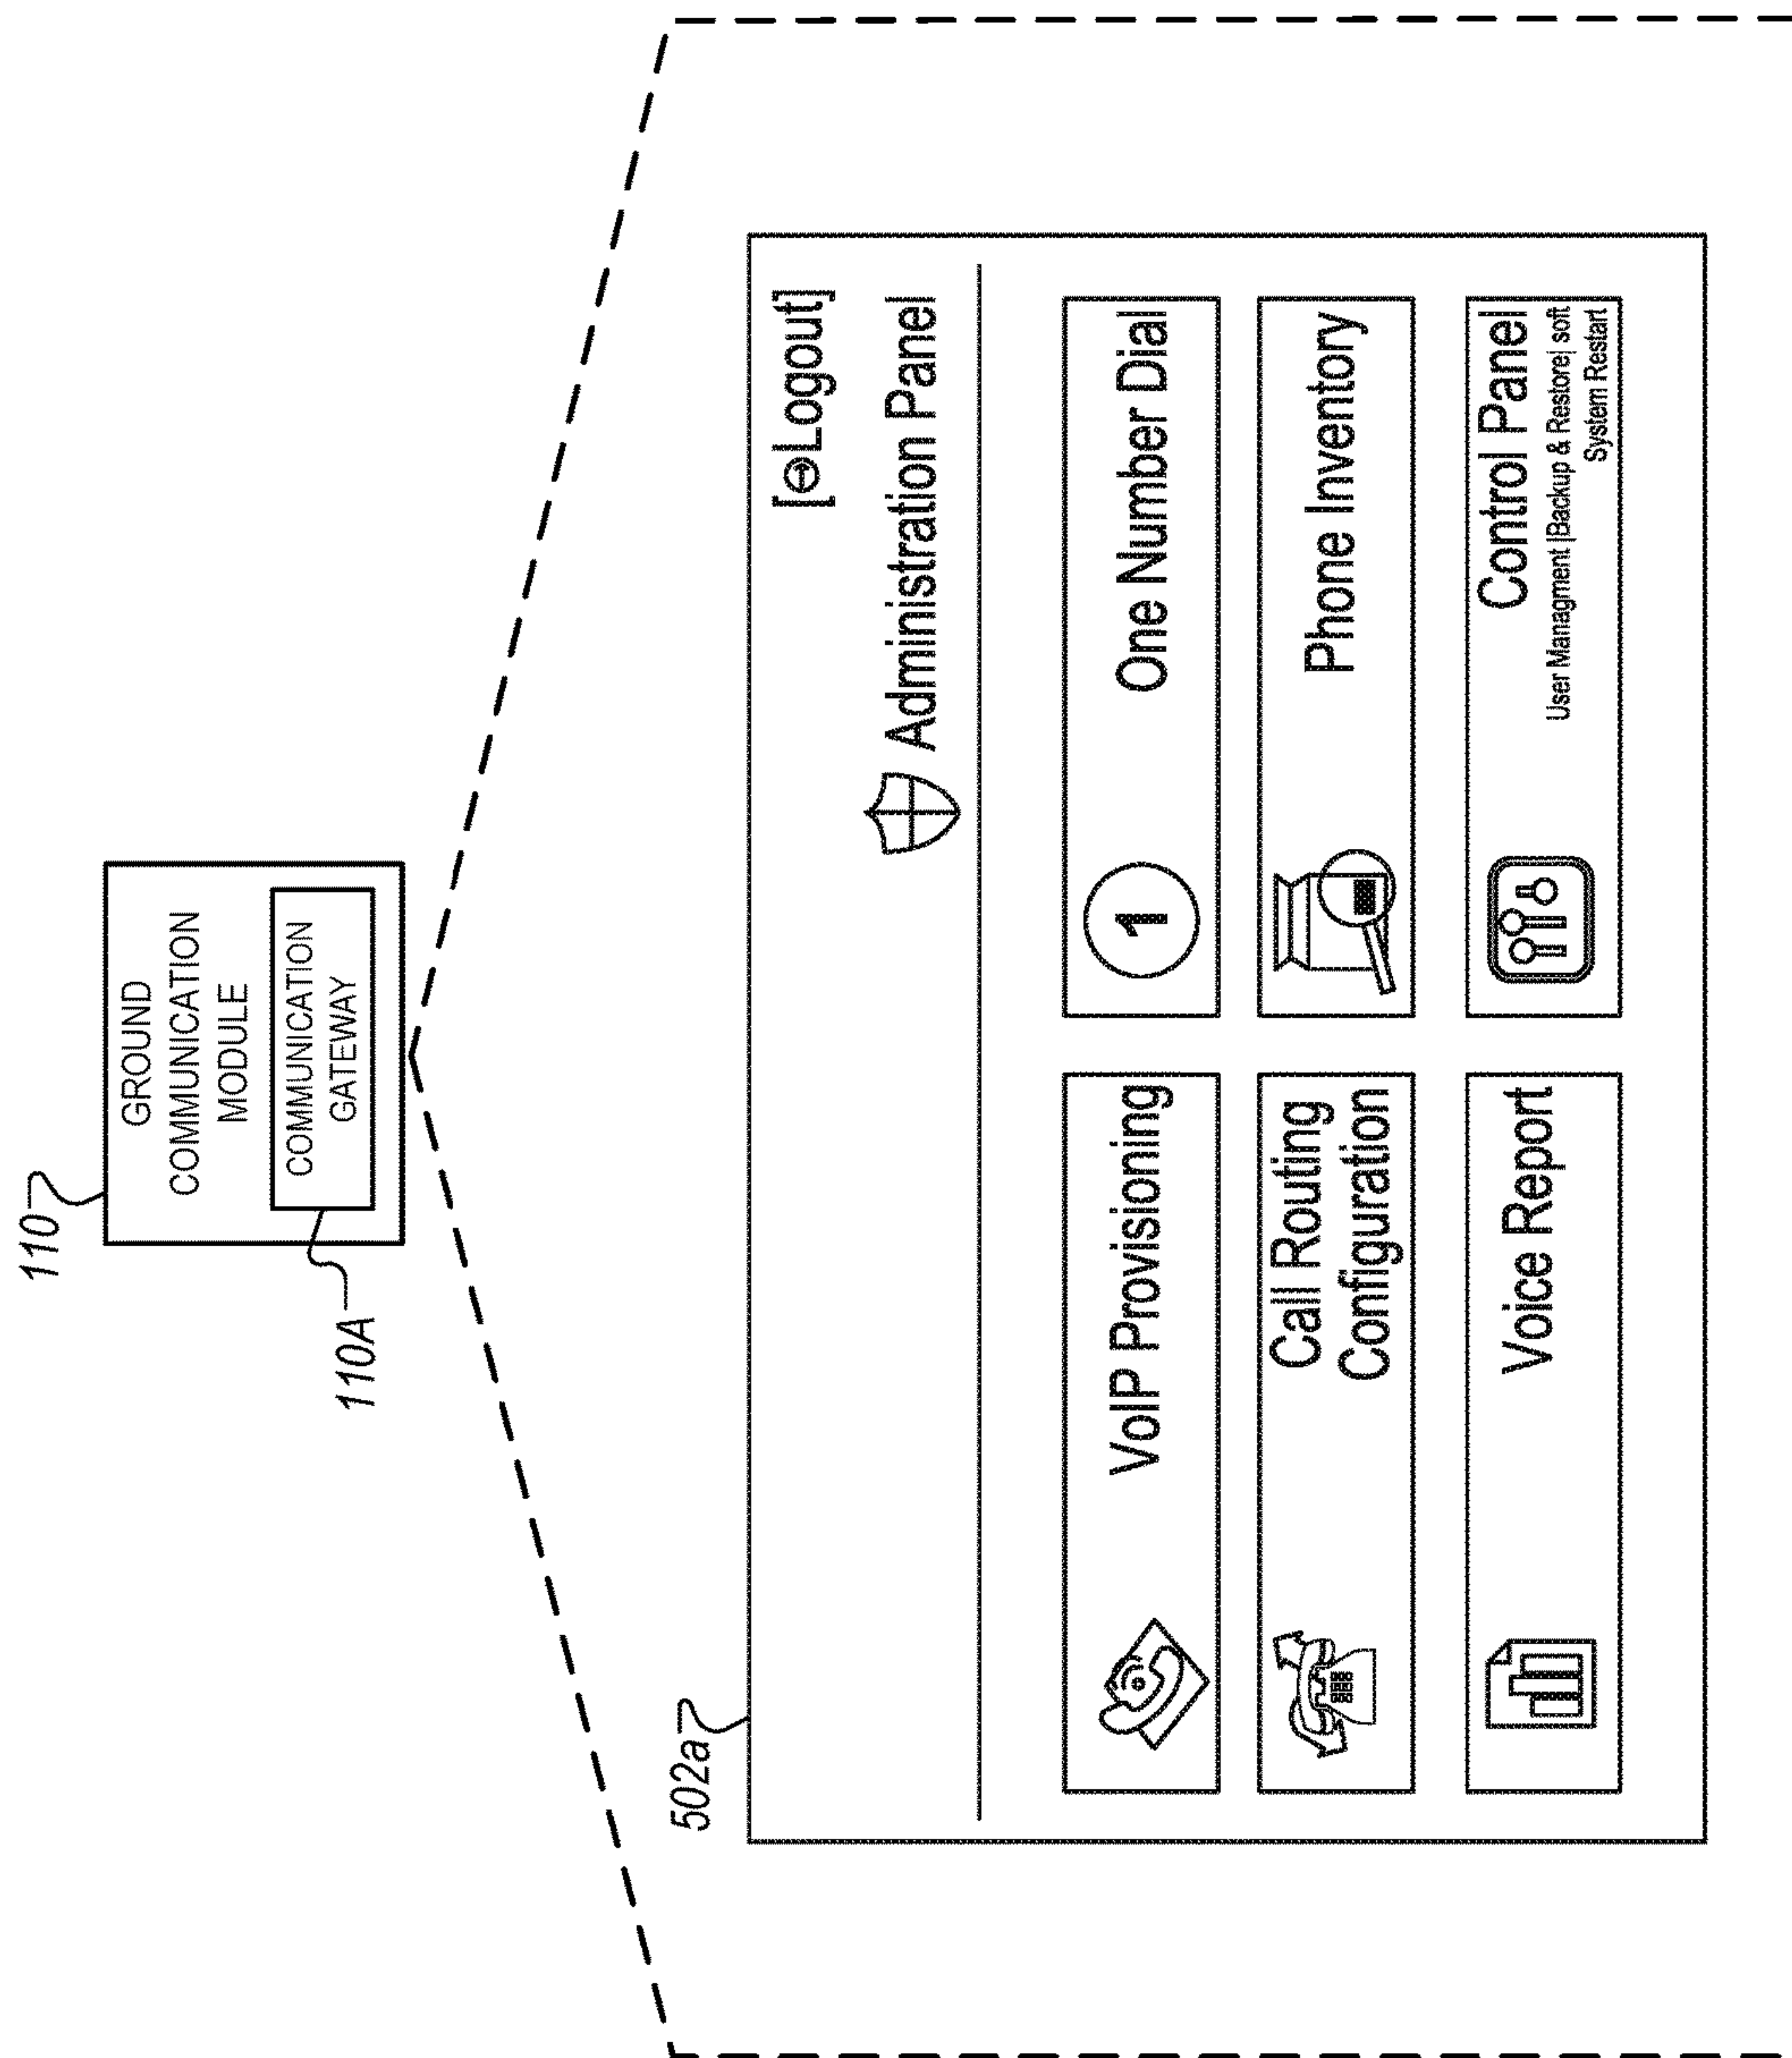 110
GROUND
COMMUNICATION
MODULE
COMMUNICATION
GATEWAY
110A
502a
[Logout]
Administration Panel
VoIP Provisioning
1
One Number Dial
Call Routing
Configuration
Phone Inventory
Voice Report
Control Panel
User Managment |Backup & Restore| soft
System Restart